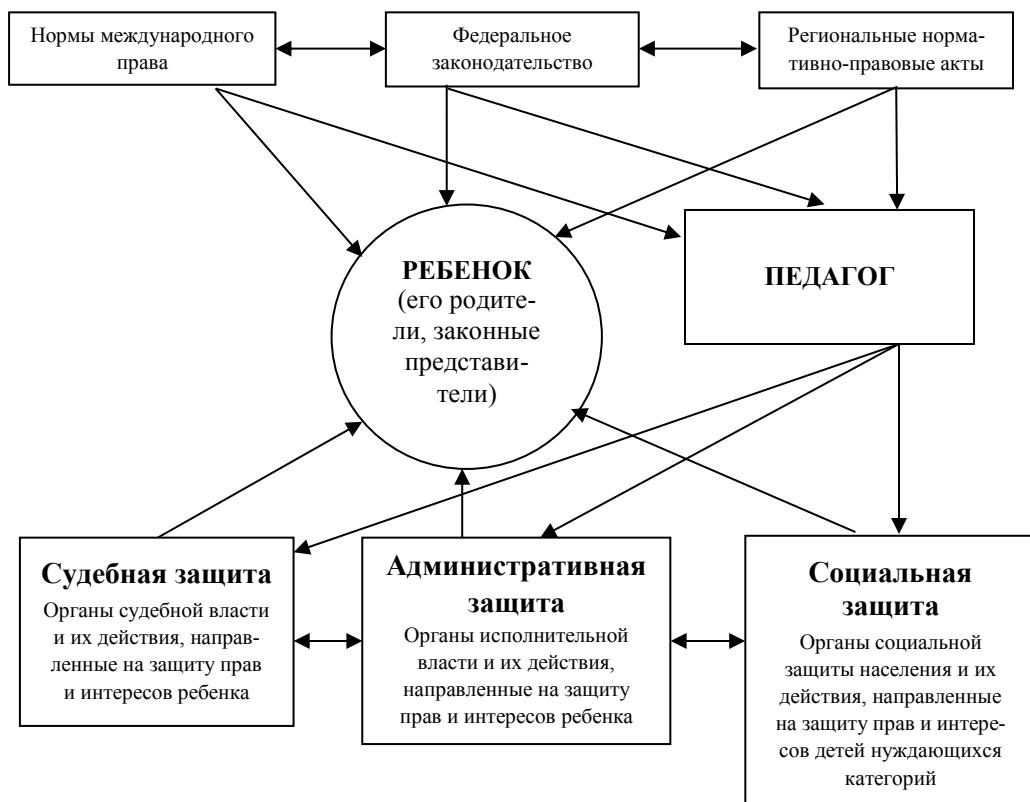 Нормы международного
права
Федеральное
законодательство
Региональные норма-
тивно-правовые акты
РЕБЕНОК
(его родите-
ли, законные
представи-
тели)
ПЕДАГОГ
Судебная защита
Органы судебной власти
и их действия, направ-
ленные на защиту прав
и интересов ребенка
Административная
защита
Органы исполнительной
власти и их действия,
направленные на защиту
прав и интересов ребенка
Социальная
защита
Органы социальной
защиты населения и их
действия, направленные
на защиту прав и интере-
сов детей нуждающихся
категорий